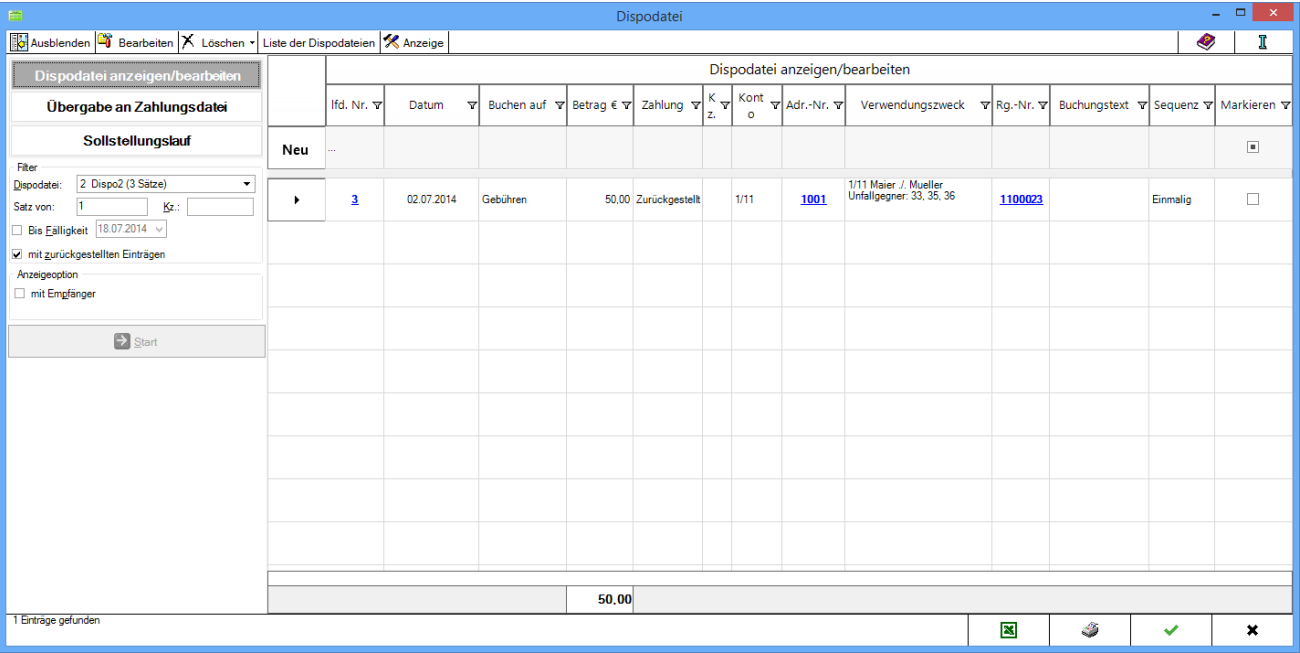 Dispodatei
Ausblenden Bearbeiten Löschen Liste der Dispodateien Anzeige
Dispodatei anzeigen/bearbeiten
Übergabe an Zahlungsdatei
Sollstellungslauf
Filter
Dispodatei: 2 Dispo2 (3 Sätze)
Satz von: 1 Kz.:
Bis Fälligkeit 18.07.2014
mit zurückgestellten Einträgen
Anzeigeoption
mit Empfänger
Start
Dispodatei anzeigen/bearbeiten
lfd. Nr. Datum Buchen auf Betrag € Zahlung K Kont Adr.-Nr. Verwendungszweck Rg.-Nr. Buchungstext Sequenz Markieren
z. o
Neu ...
1/11 Maier ./. Mueller
3 02.07.2014 Gebühren 50,00 Zurückgestellt 1/11 1001 Unfallgegner: 33, 35, 36 1100023 Einmalig
50,00
1 Einträge gefunden